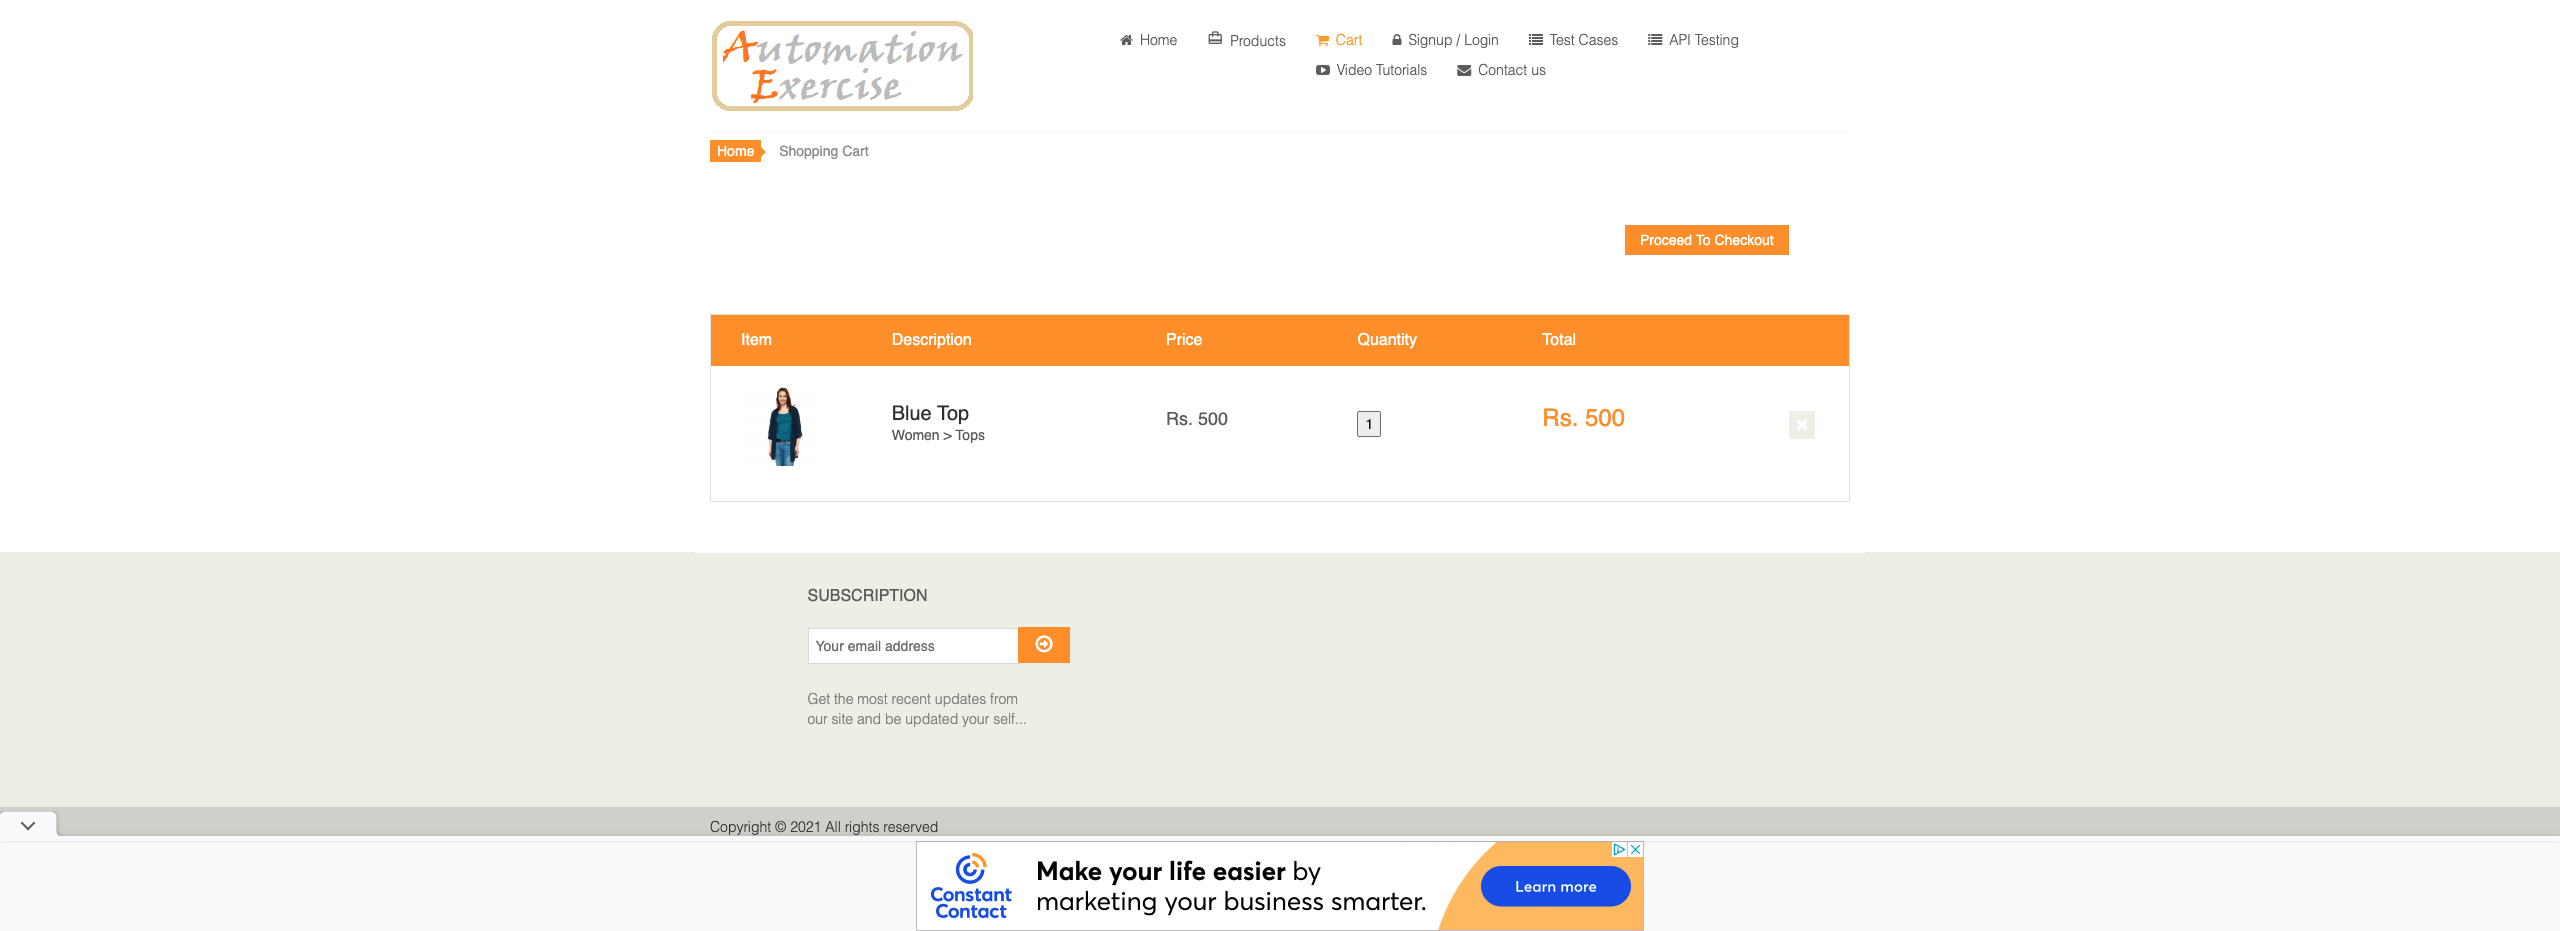 Automation
Exercise
Home
Products
Cart
Signup / Login
Test Cases
API Testing
Video Tutorials
Contact us
Home
Shopping Cart
Proceed To Checkout
Item Description Price Quantity Total
Blue Top
Women > Tops
Rs. 500
1
Rs. 500
SUBSCRIPTION
Your email address
Get the most recent updates from
our site and be updated your self...
Copyright © 2021 All rights reserved
Constant
Contact
Make your life easier by
marketing your business smarter.
Learn more